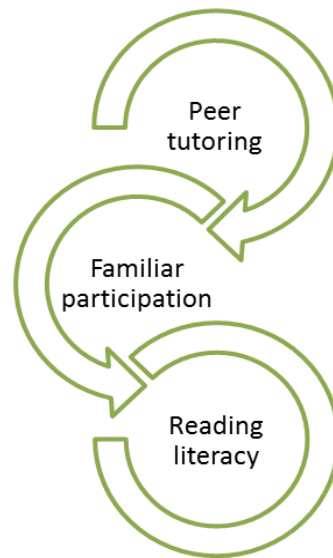 Peer
tutoring
Familiar
participation
Reading
literacy